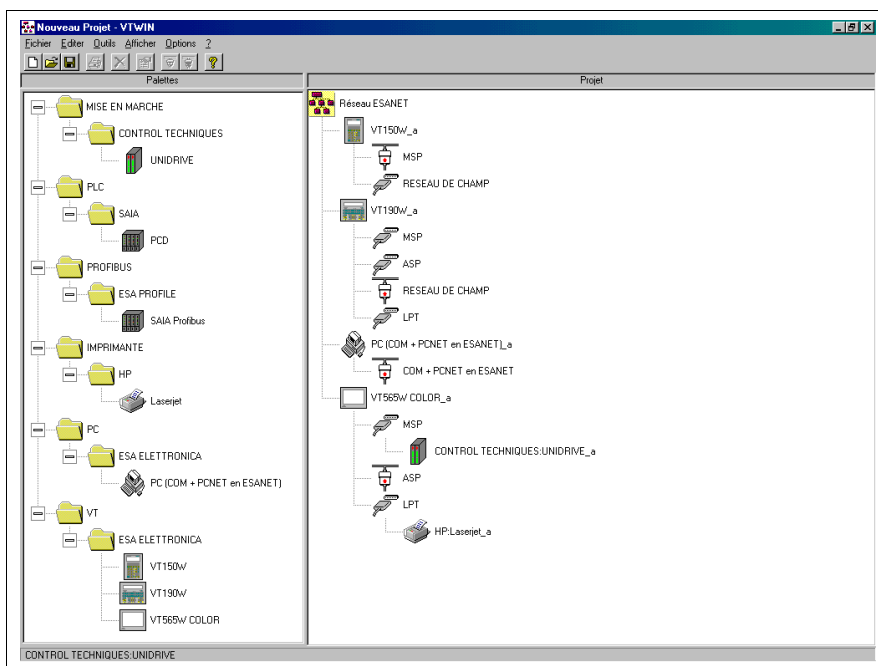 Nouveau Projet - VTWIN
Fichier Editer Outils Afficher Options ?
Palettes
Projet
MISE EN MARCHE
CONTROL TECHNIQUES
UNIDRIVE
PLC
SAIA
PCD
PROFIBUS
ESA PROFILE
SAIA Profibus
IMPRIMANTE
HP
Laserjet
PC
ESA ELETTRONICA
PC (COM + PCNET en ESANET)
VT
ESA ELETTRONICA
VT150W
VT190W
VT565W COLOR
Réseau ESANET
VT150W_a
MSP
RESEAU DE CHAMP
VT190W_a
MSP
ASP
RESEAU DE CHAMP
LPT
PC (COM + PCNET en ESANET)_a
COM + PCNET en ESANET
VT565W COLOR_a
MSP
CONTROL TECHNIQUES:UNIDRIVE_a
ASP
LPT
HP:Laserjet_a
CONTROL TECHNIQUES:UNIDRIVE